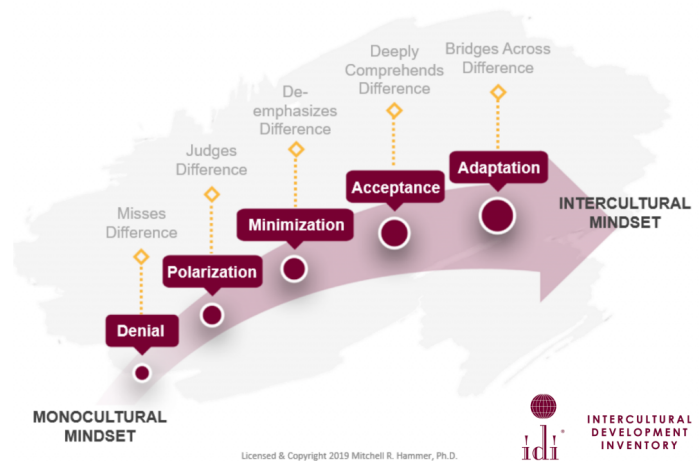 Bridges Across
Difference
Deeply
Comprehends
Difference
De-
emphasizes
Difference
Judges
Difference
Misses
Difference
Adaptation
Acceptance
Minimization
Polarization
Denial
INTERCULTURAL
MINDSET
MONOCULTURAL
MINDSET
idi®
INTERCULTURAL
DEVELOPMENT
INVENTORY
Licensed & Copyright 2019 Mitchell R. Hammer, Ph.D.